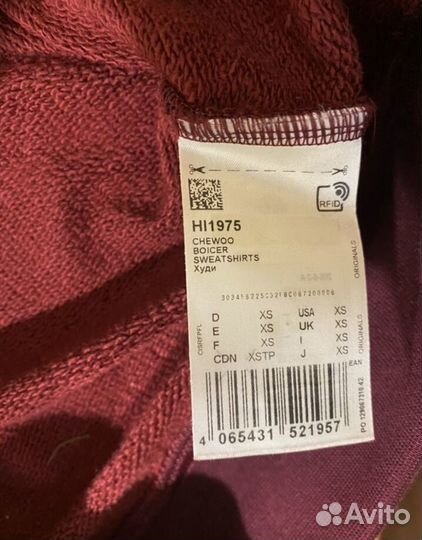 RFID
HI1975
CHEWOO
BOICER
SWEATSHIRTS
Худи
ORIGINALS
CISRFPFL
D XS USA XS
E XS UK XS
F XS I XS
CDN XSTP J XS
EAN
ORIGINALS
4 065431 521957
Avito